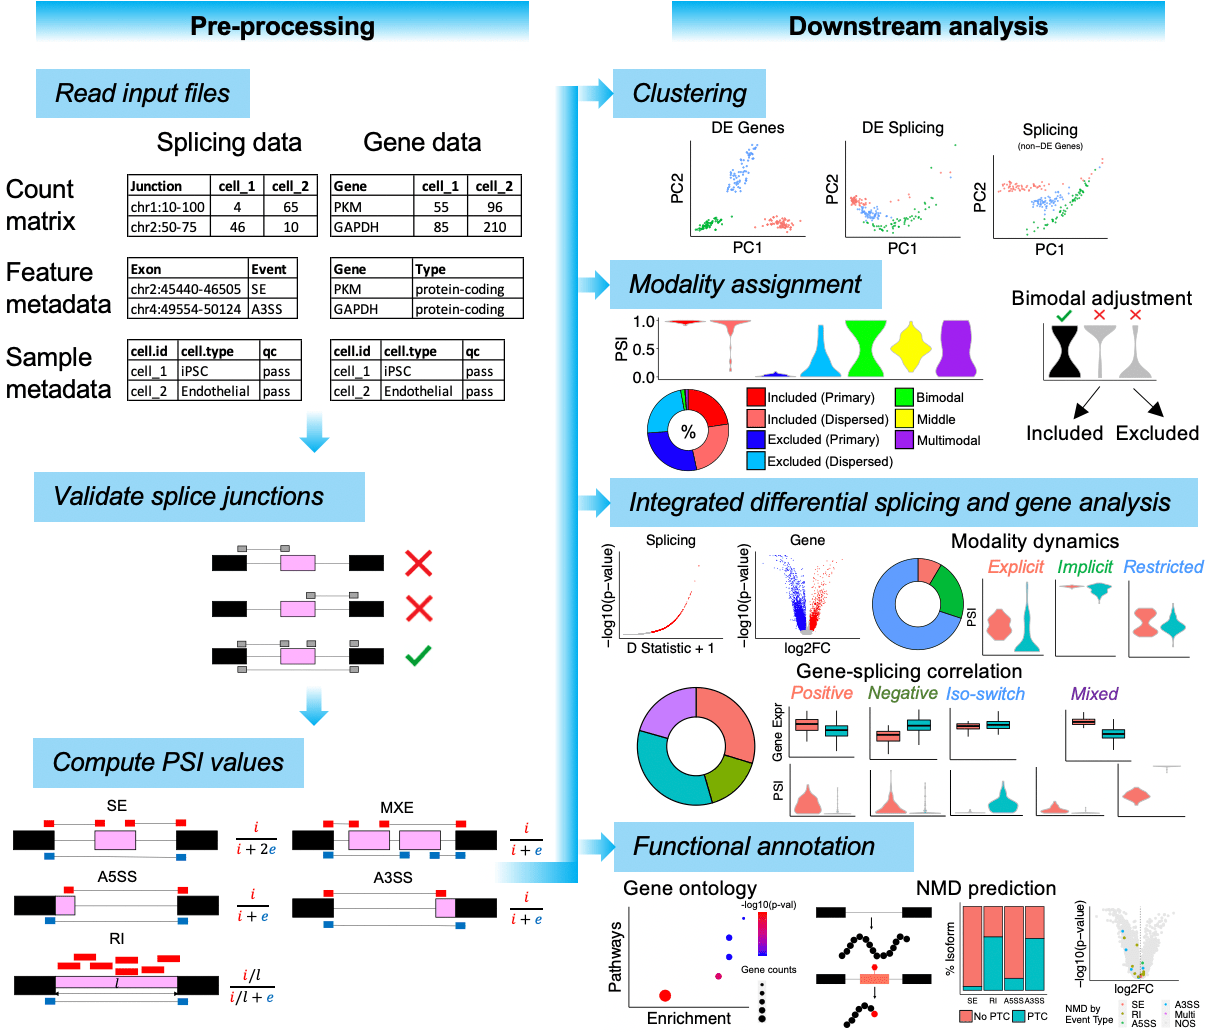 Pre-processing
Read input files
Splicing data
Gene data
Count
matrix
Junction cell_1 cell_2
chr1:10-100 4 65
chr2:50-75 46 10
Gene cell_1 cell_2
PKM 55 96
GAPDH 85 210
Feature
metadata
Exon Event
chr2:45440-46505 SE
chr4:49554-50124 A3SS
Gene Type
PKM protein-coding
GAPDH protein-coding
Sample
metadata
cell.id cell.type qc
cell_1 iPSC pass
cell_2 Endothelial pass
cell.id cell.type qc
cell_1 iPSC pass
cell_2 Endothelial pass
Validate splice junctions
Compute PSI values
SE
i
i + 2e
MXE
i
i + e
A5SS
i
i + e
A3SS
i
i + e
RI
l
i/l
i/l + e
Downstream analysis
Clustering
DE Genes
PC2
PC1
DE Splicing
PC2
PC1
Splicing
(non-DE Genes)
PC2
PC1
Modality assignment
PSI
1.0
0.5
0.0
%
Included (Primary)
Included (Dispersed)
Excluded (Primary)
Excluded (Dispersed)
Bimodal
Middle
Multimodal
Bimodal adjustment
Included Excluded
Integrated differential splicing and gene analysis
Splicing
-log10(p-value)
D Statistic + 1
Gene
-log10(p-value)
log2FC
Modality dynamics
Explicit Implicit Restricted
PSI
Gene-splicing correlation
Positive Negative Iso-switch Mixed
Gene Expr
PSI
Functional annotation
Gene ontology
Pathways
Enrichment
-log10(p-val)
Gene counts
NMD prediction
% Isoform
SE RI A5SS A3SS
No PTC PTC
-log10(p-value)
log2FC
NMD by
Event Type
SE
RI
A5SS
A3SS
Multi
NOS